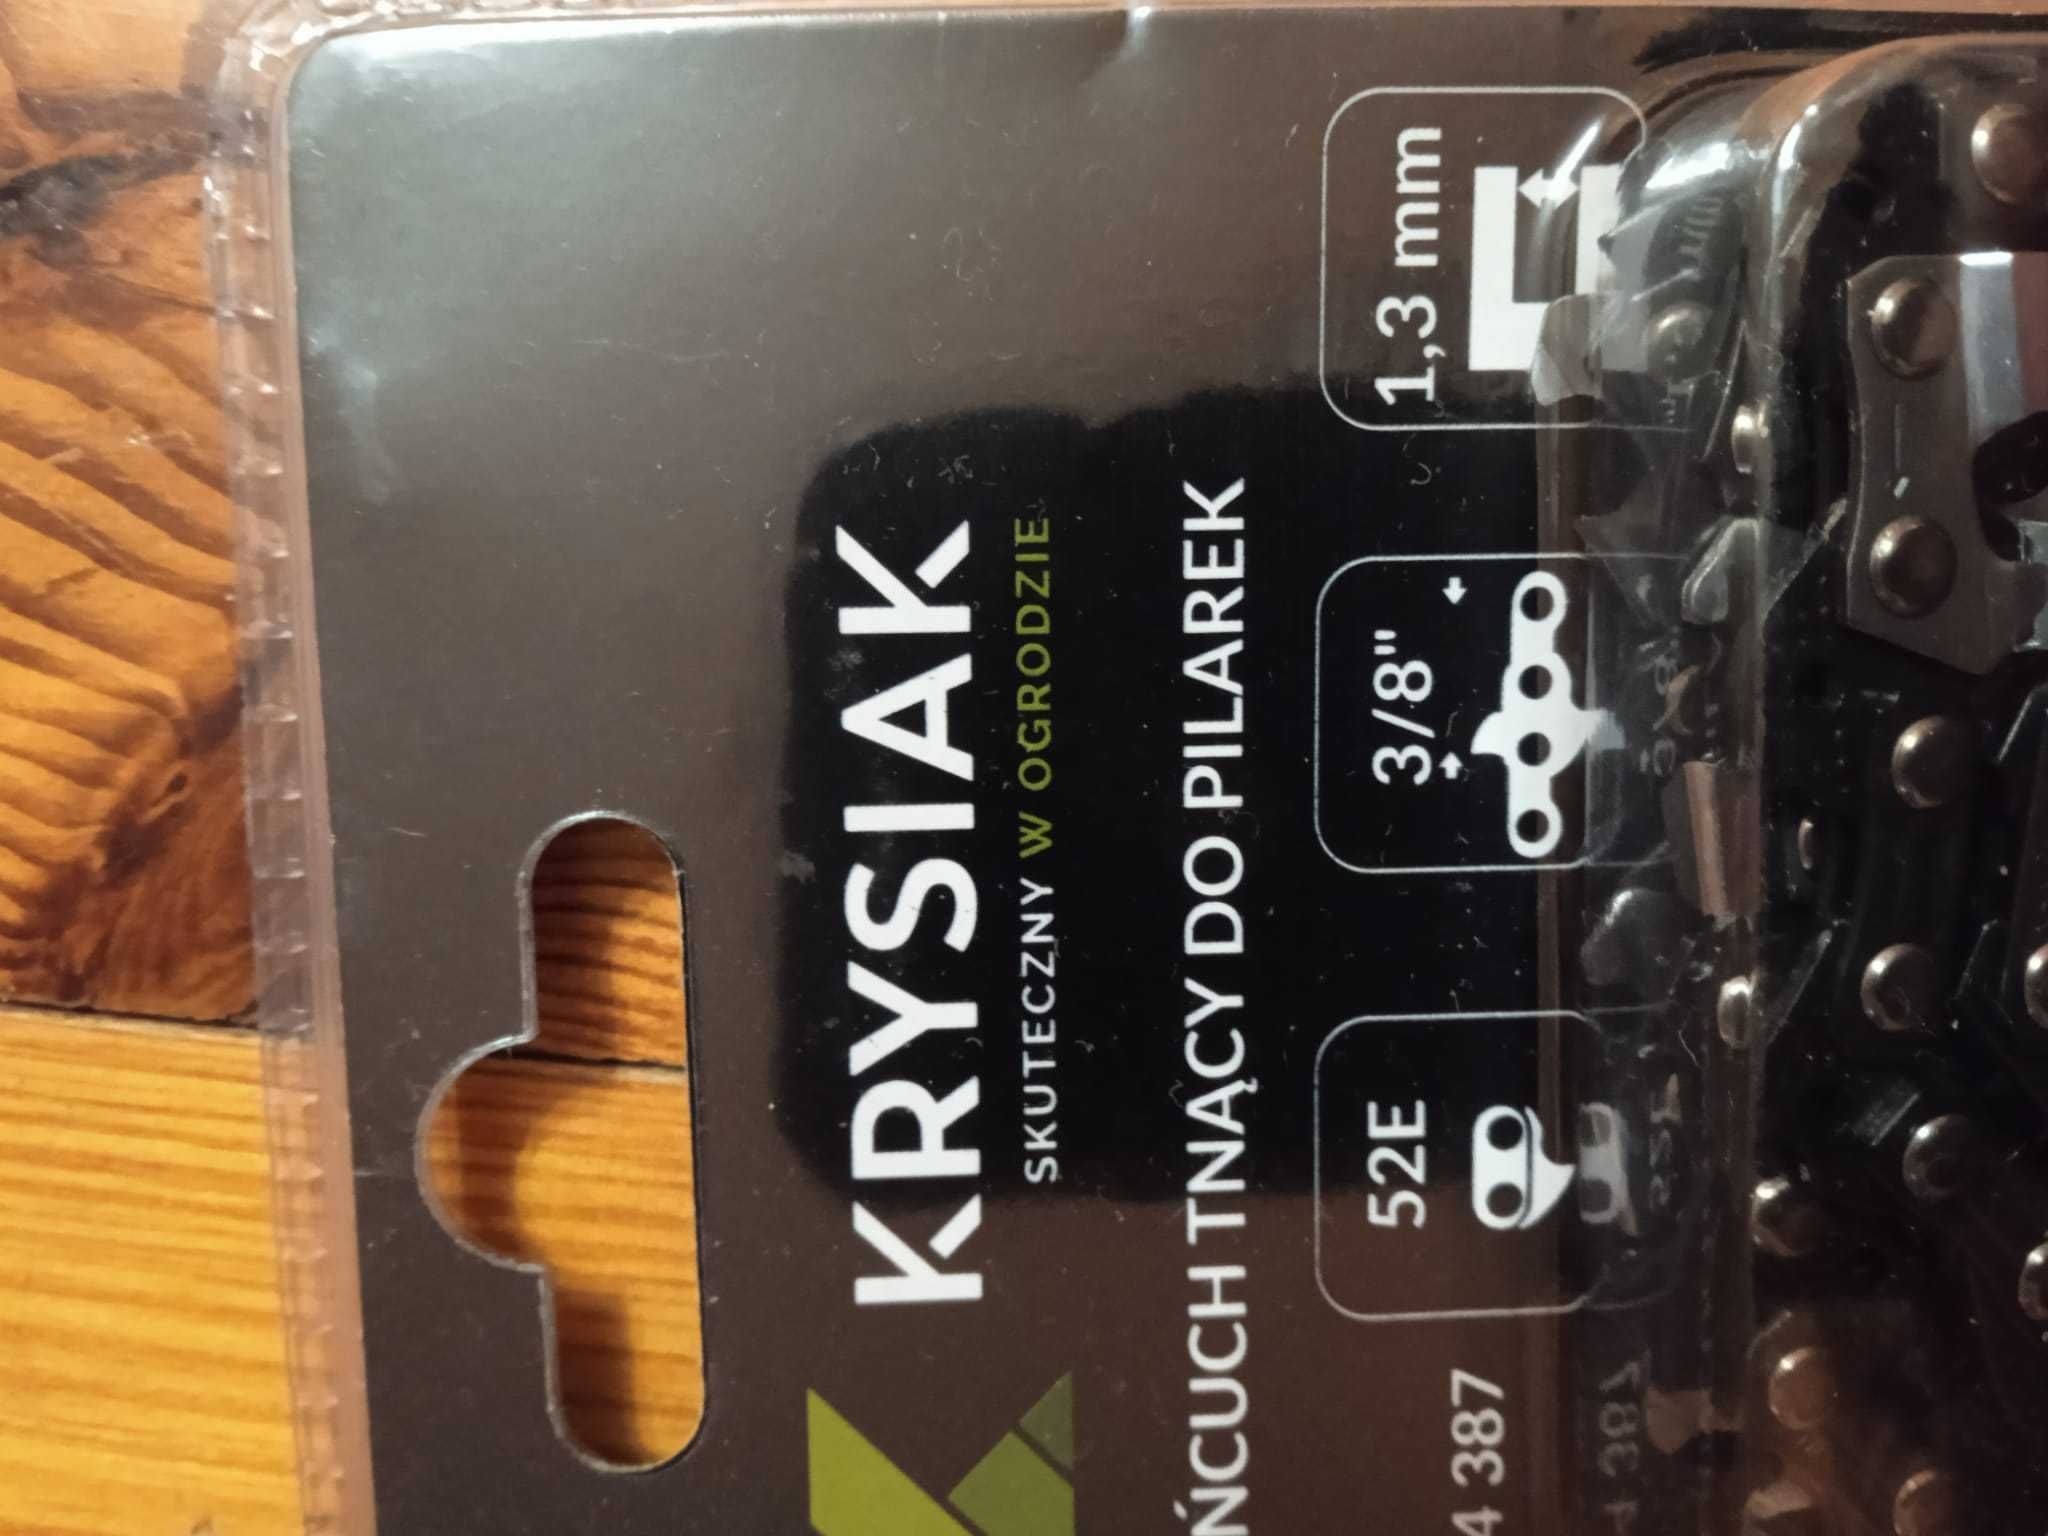 KRYSIAK
SKUTECZNY W OGRODZIE
ŃCUCH TNĄCY DO PILAREK
4 387
52E
3/8"
1,3 mm